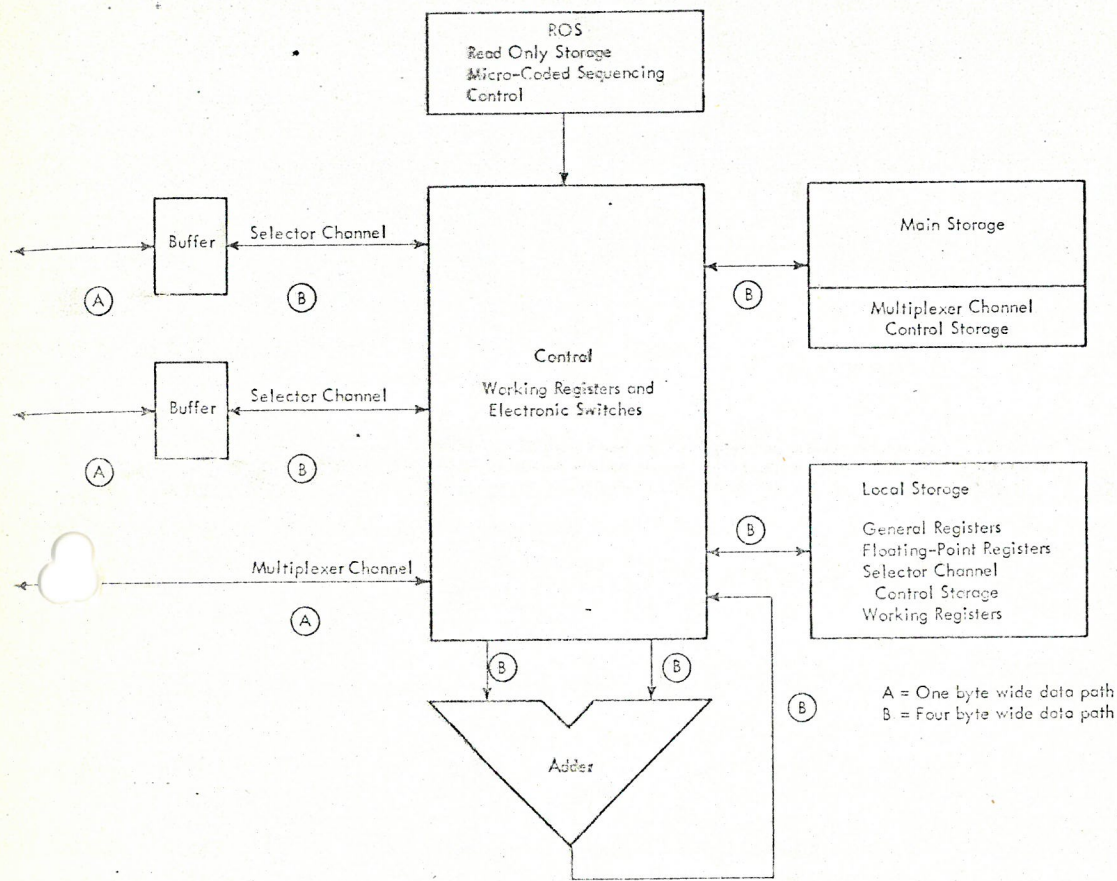 ROS
Read Only Storage
Micro-Coded Sequencing
Control
Buffer
Selector Channel
A
B
Main Storage
B
Multiplexer Channel
Control Storage
Control
Working Registers and
Electronic Switches
Buffer
Selector Channel
A
B
Local Storage
General Registers
Floating-Point Registers
Selector Channel
Control Storage
Working Registers
B
Multiplexer Channel
A
B
B
B
A = One byte wide data path
B = Four byte wide data path
Adder